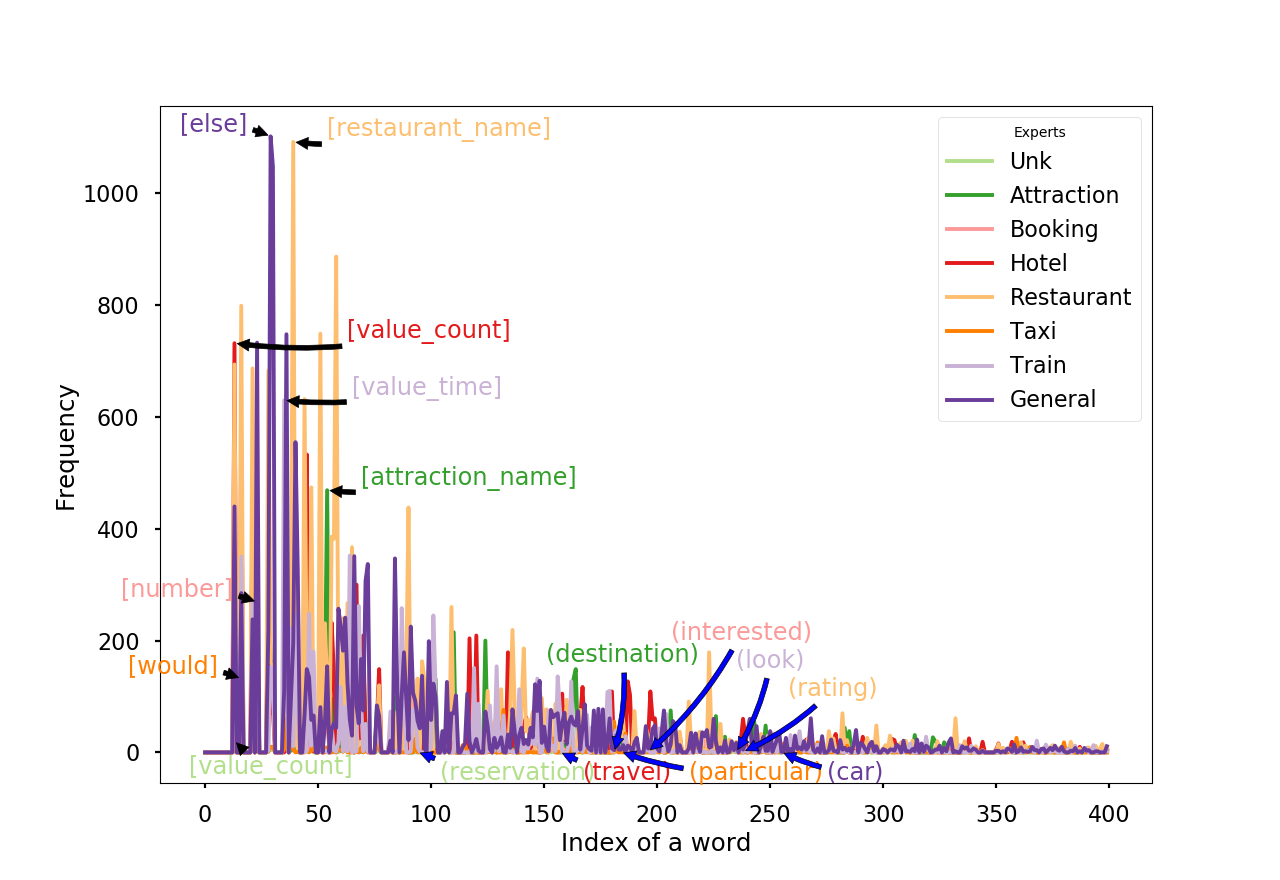 [else]
[restaurant_name]
[value_count]
[value_time]
[attraction_name]
[number]
[would]
[value_count]
(interested)
(destination)
(look)
(rating)
(reservation)
(travel)
(particular)
(car)
Experts
Unk
Attraction
Booking
Hotel
Restaurant
Taxi
Train
General
Frequency
1000
800
600
400
200
0
0 50 100 150 200 250 300 350 400
Index of a word